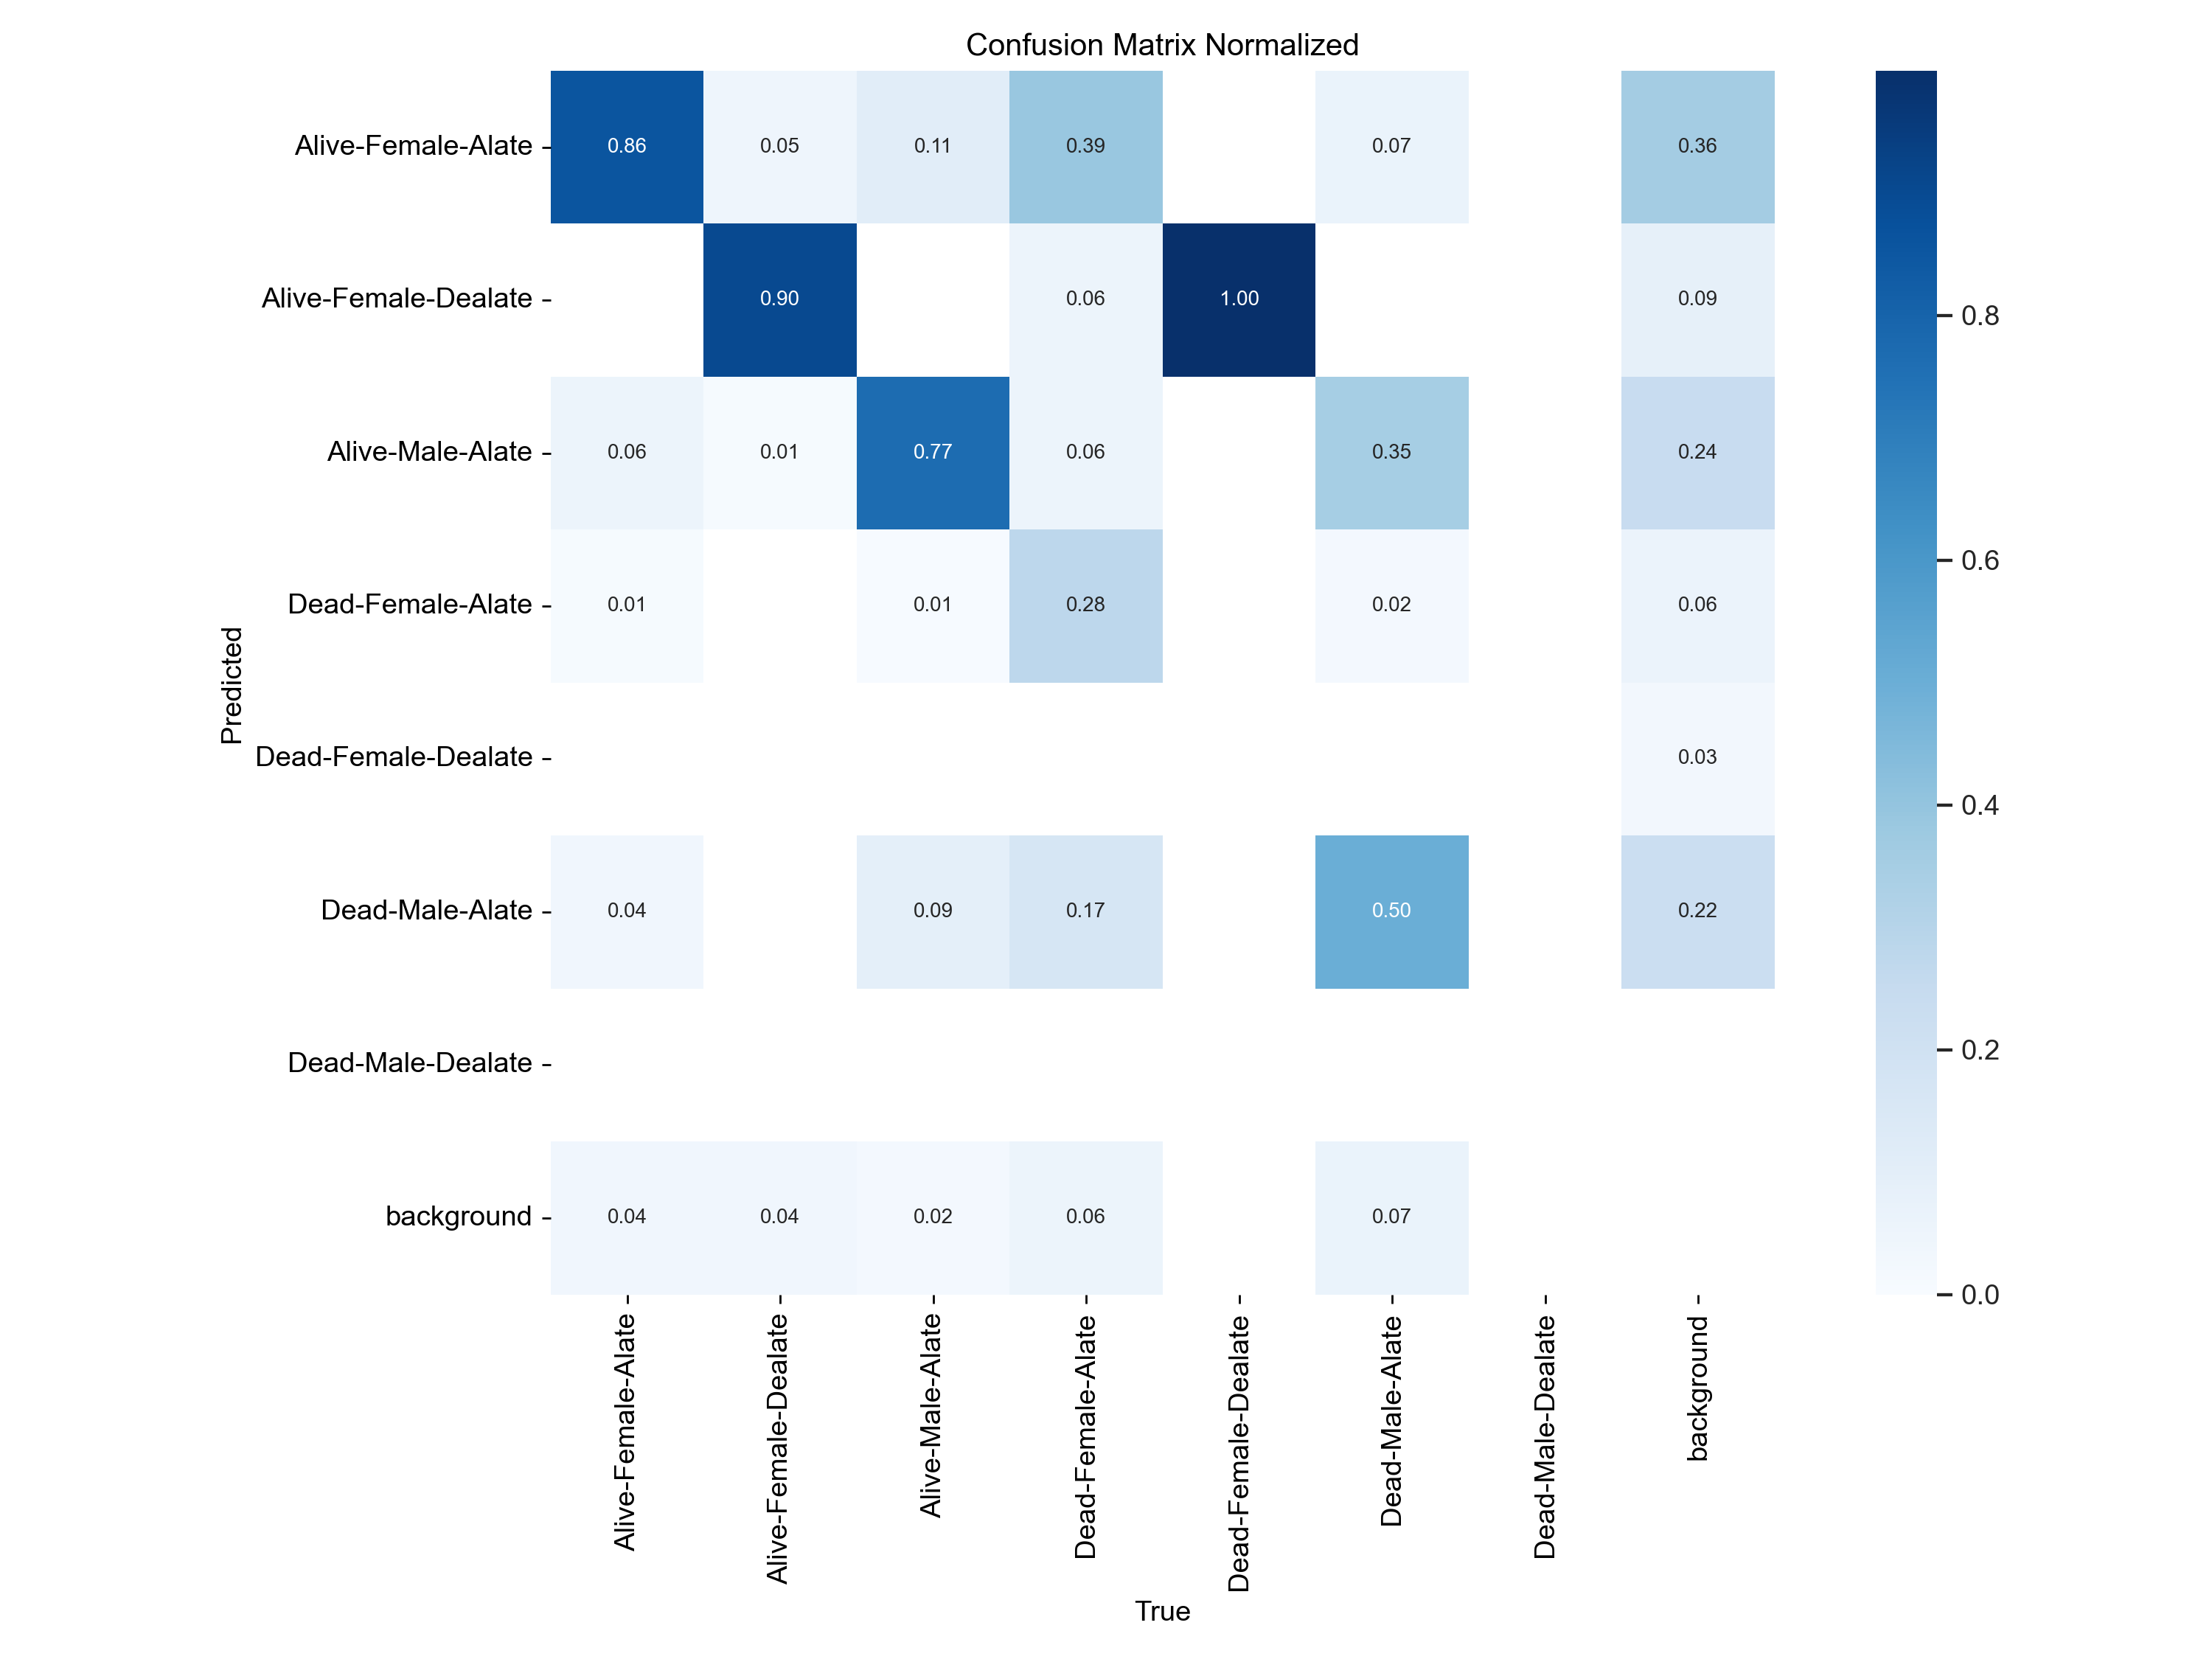 Confusion Matrix Normalized
Alive-Female-Alate 0.86 0.05 0.11 0.39 0.07 0.36
Alive-Female-Dealate 0.90 0.06 1.00 0.09
0.8
Alive-Male-Alate 0.06 0.01 0.77 0.06 0.35 0.24
0.6
Dead-Female-Alate 0.01 0.01 0.28 0.02 0.06
Predicted
Dead-Female-Dealate 0.03
0.4
Dead-Male-Alate 0.04 0.09 0.17 0.50 0.22
0.2
Dead-Male-Dealate
background 0.04 0.04 0.02 0.06 0.07
0.0
Alive-Female-Alate
Alive-Female-Dealate
Alive-Male-Alate
Dead-Female-Alate
Dead-Female-Dealate
Dead-Male-Alate
Dead-Male-Dealate
background
True